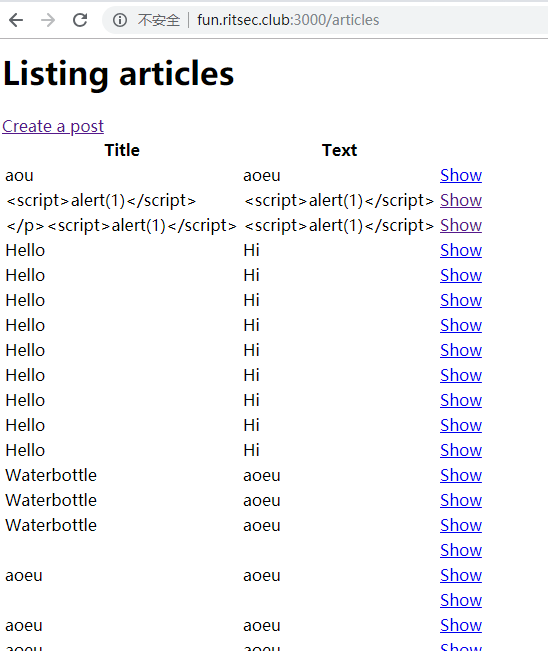 不安全 fun.ritsec.club:3000/articles
Listing articles
Create a post
Title Text
aou aoeu Show
<script>alert(1)</script> <script>alert(1)</script> Show
</p><script>alert(1)</script> <script>alert(1)</script> Show
Hello Hi Show
Hello Hi Show
Hello Hi Show
Hello Hi Show
Hello Hi Show
Hello Hi Show
Hello Hi Show
Hello Hi Show
Hello Hi Show
Waterbottle aoeu Show
Waterbottle aoeu Show
Waterbottle aoeu Show
Show
aoeu aoeu Show
Show
aoeu aoeu Show
aoeu aoeu Show